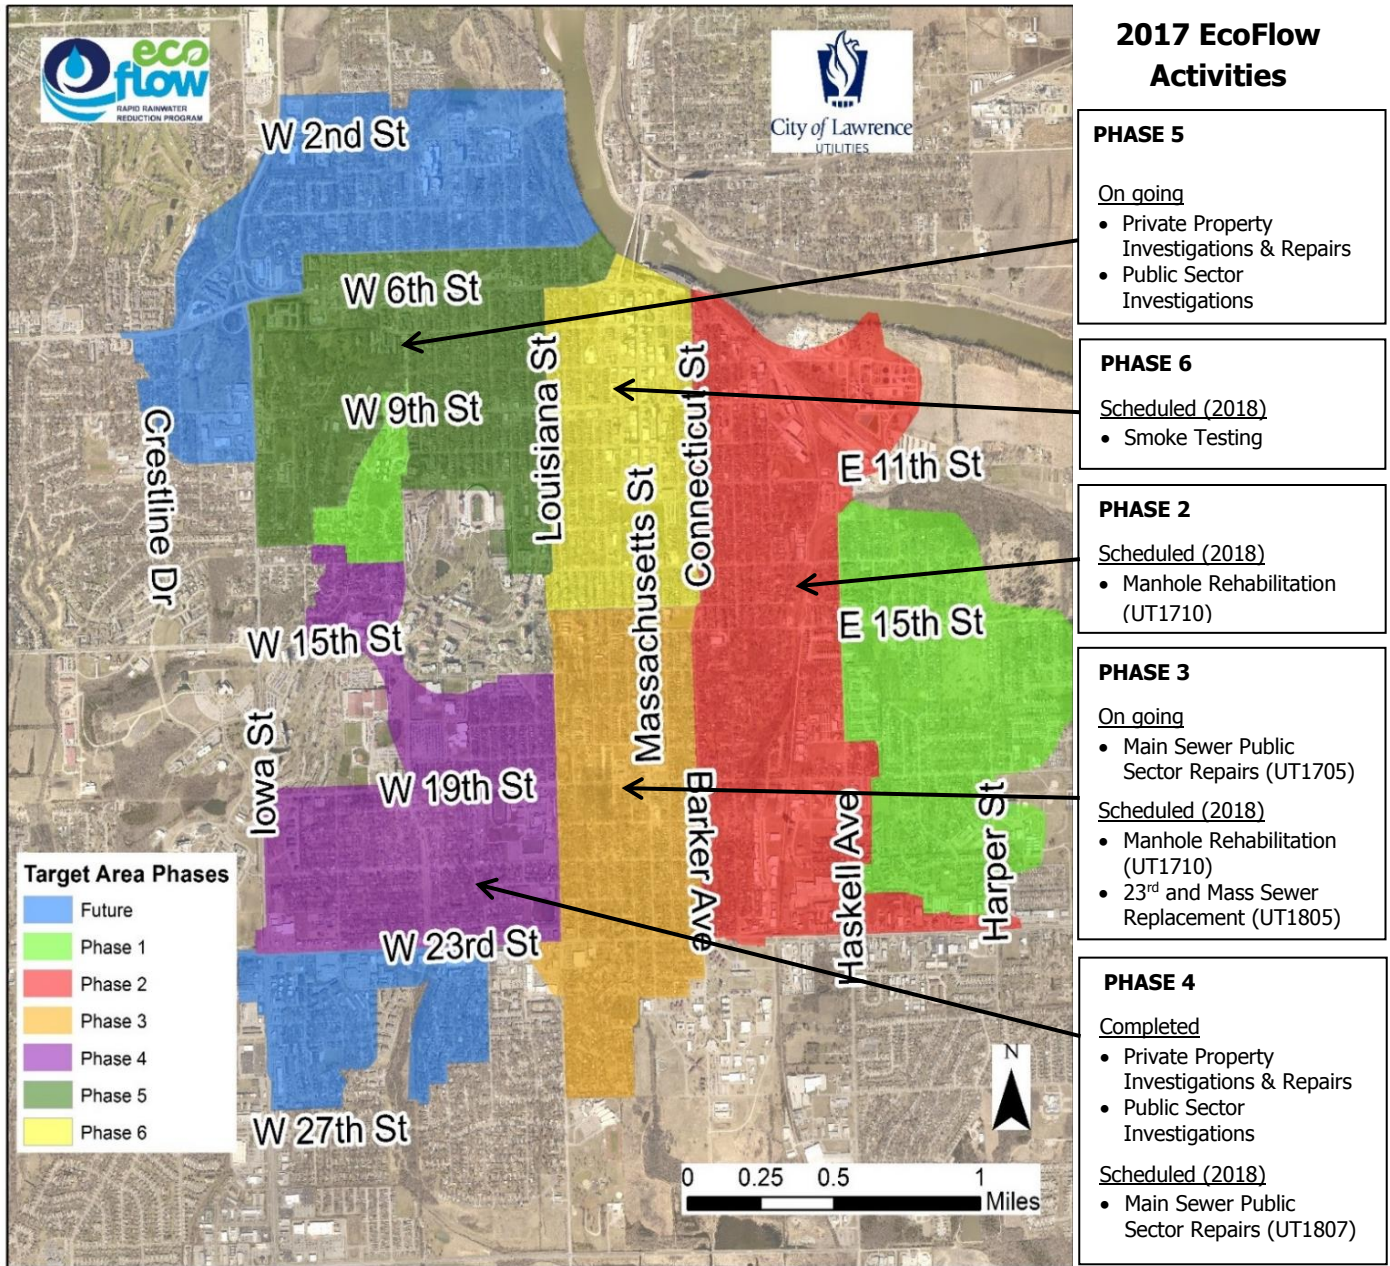 eco
flow
RAPID RAINWATER
REDUCTION PROGRAM
City of Lawrence
UTILITIES
W 2nd St
W 6th St
W 9th St
Louisiana St
Connecticut St
Massachusetts St
E 11th St
Crestline Dr
E 15th St
W 15th St
Iowa St
W 19th St
Barker Ave
Haskell Ave
Harper St
W 23rd St
W 27th St
Target Area Phases
Future
Phase 1
Phase 2
Phase 3
Phase 4
Phase 5
Phase 6
N
0 0.25 0.5 1
Miles
2017 EcoFlow
Activities
PHASE 5
On going
• Private Property
Investigations & Repairs
• Public Sector
Investigations
PHASE 6
Scheduled (2018)
• Smoke Testing
PHASE 2
Scheduled (2018)
• Manhole Rehabilitation
(UT1710)
PHASE 3
On going
• Main Sewer Public
Sector Repairs (UT1705)
Scheduled (2018)
• Manhole Rehabilitation
(UT1710)
• 23rd and Mass Sewer
Replacement (UT1805)
PHASE 4
Completed
• Private Property
Investigations & Repairs
• Public Sector
Investigations
Scheduled (2018)
• Main Sewer Public
Sector Repairs (UT1807)